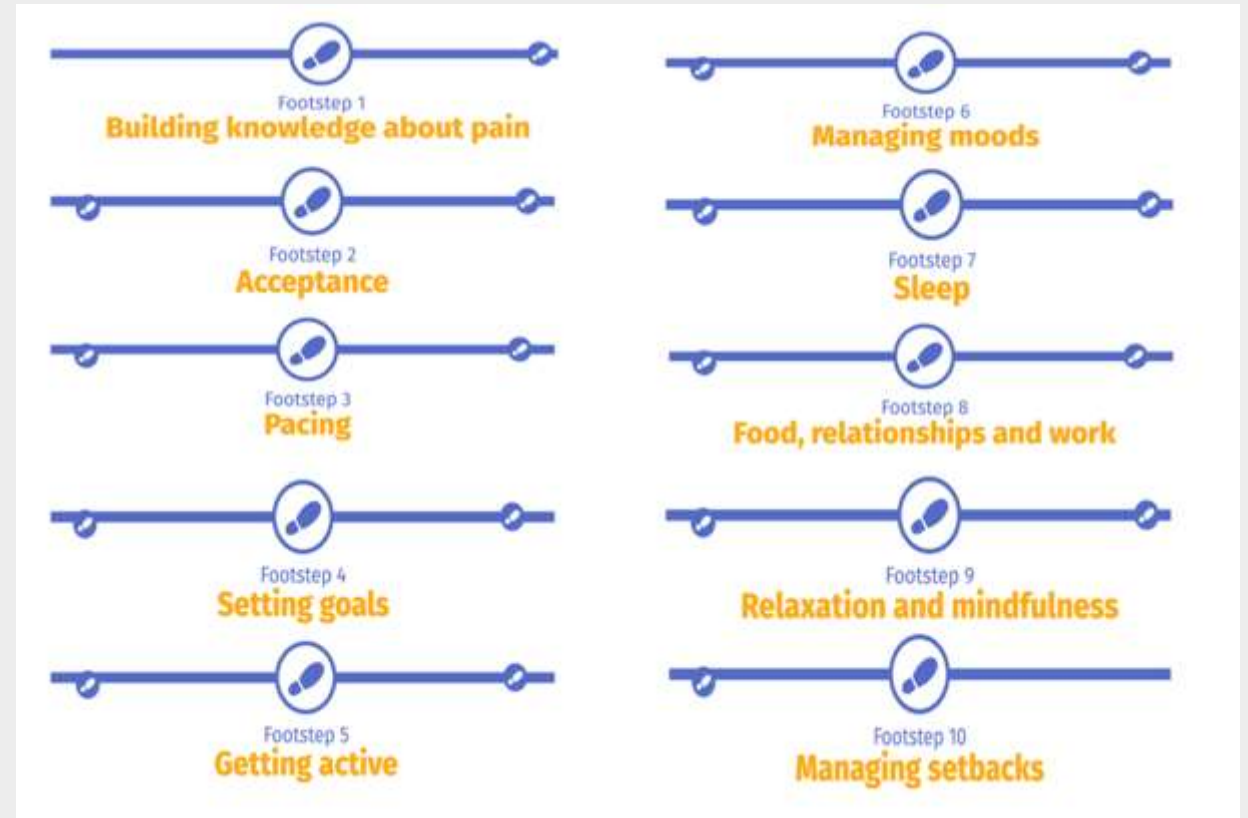 Footstep 1
Building knowledge about pain
Footstep 2
Acceptance
Footstep 3
Pacing
Footstep 4
Setting goals
Footstep 5
Getting active
Footstep 6
Managing moods
Footstep 7
Sleep
Footstep 8
Food, relationships and work
Footstep 9
Relaxation and mindfulness
Footstep 10
Managing setbacks